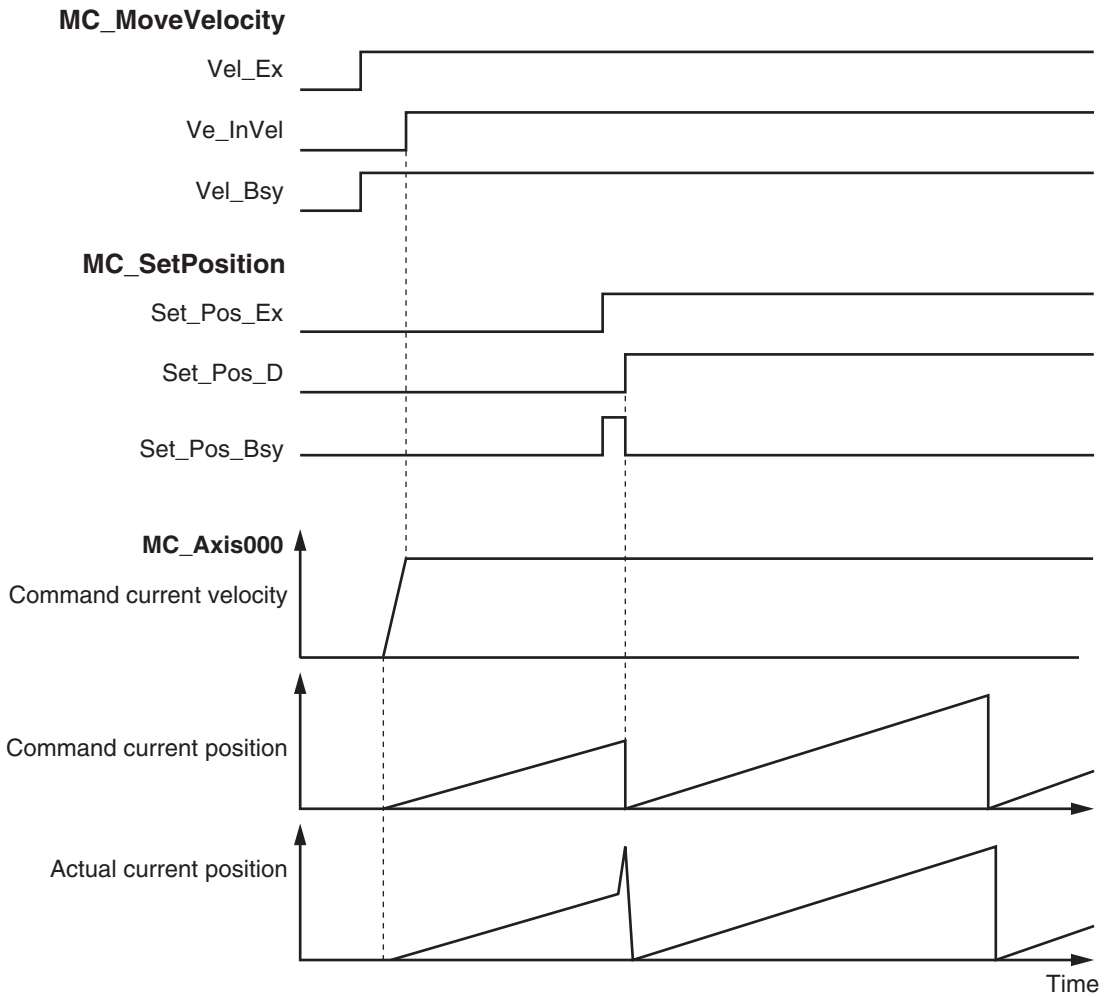 MC_MoveVelocity
Vel_Ex
Ve_InVel
Vel_Bsy
MC_SetPosition
Set_Pos_Ex
Set_Pos_D
Set_Pos_Bsy
MC_Axis000
Command current velocity
Command current position
Actual current position
Time